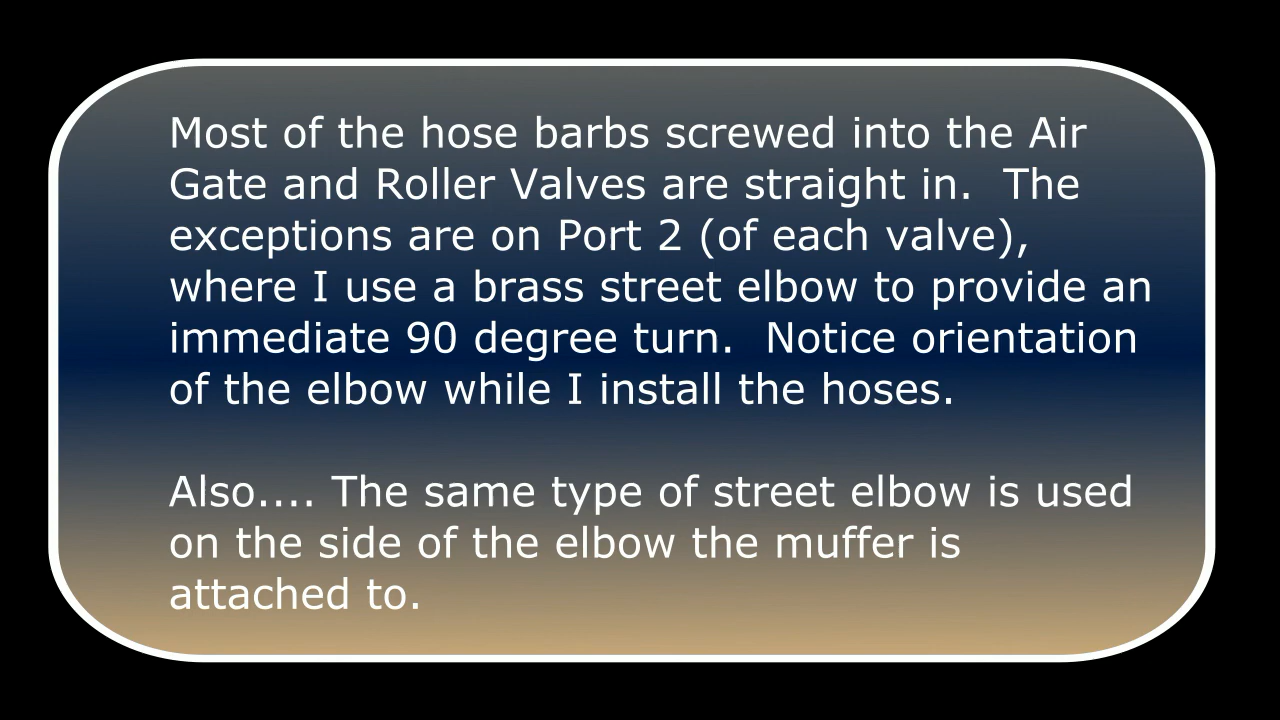 Most of the hose barbs screwed into the Air
Gate and Roller Valves are straight in.  The
exceptions are on Port 2 (of each valve),
where I use a brass street elbow to provide an
immediate 90 degree turn.  Notice orientation
of the elbow while I install the hoses.
Also.... The same type of street elbow is used
on the side of the elbow the muffer is
attached to.